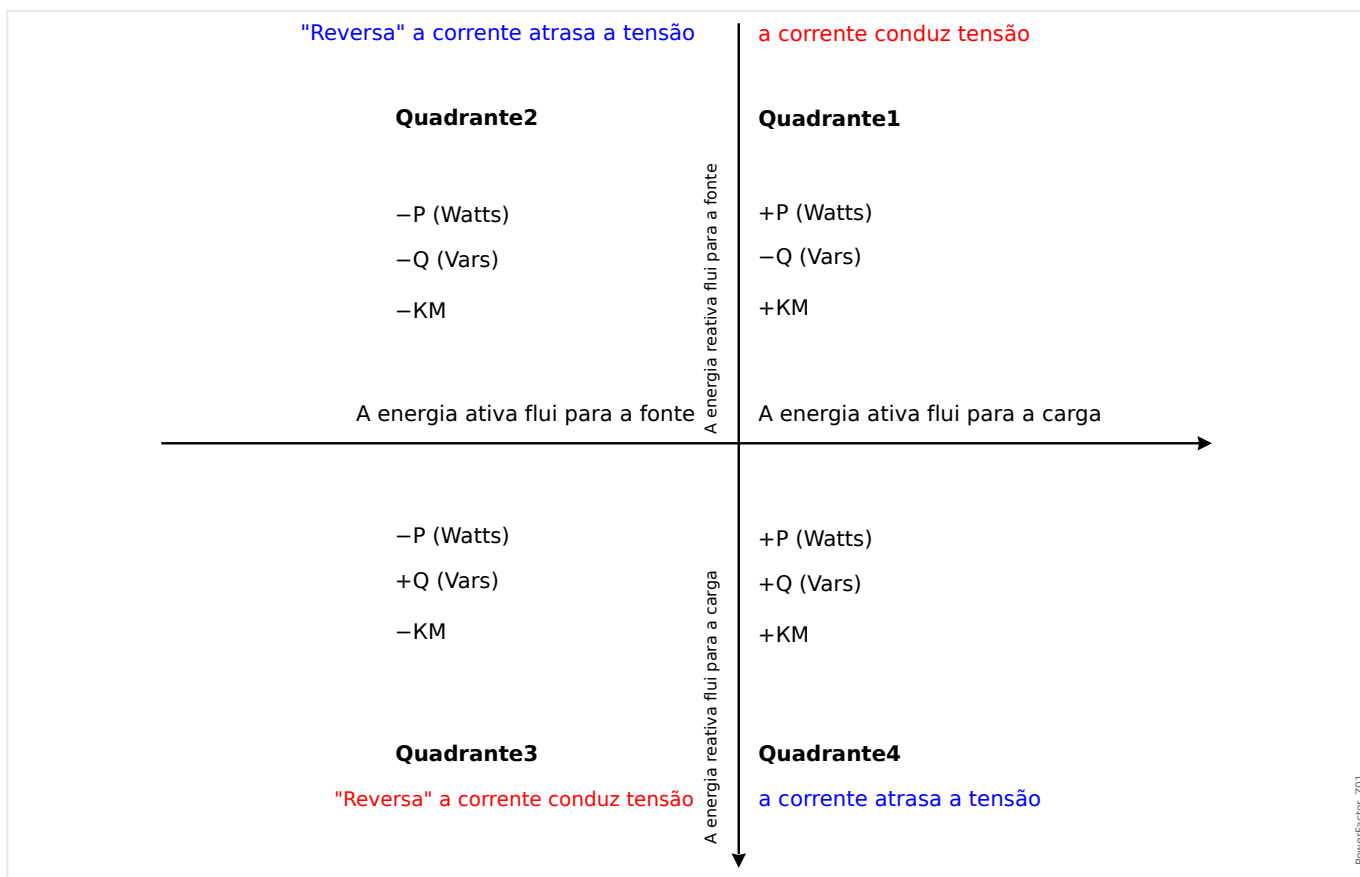 "Reversa" a corrente atrasa a tensão
a corrente conduz tensão
Quadrante2
Quadrante1
−P (Watts)
−Q (Vars)
−KM
+P (Watts)
−Q (Vars)
+KM
A energia reativa flui para a fonte
A energia ativa flui para a fonte
A energia ativa flui para a carga
−P (Watts)
+Q (Vars)
−KM
+P (Watts)
+Q (Vars)
+KM
A energia reativa flui para a carga
Quadrante3
Quadrante4
"Reversa" a corrente conduz tensão
a corrente atrasa a tensão
PowerFactor_Z01